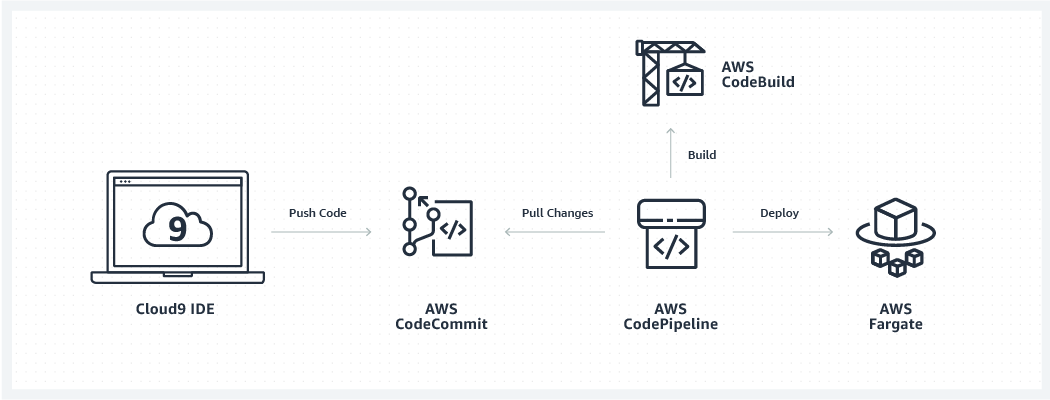 AWS
CodeBuild
Build
9
</>
Push Code
Pull Changes
Deploy
</>
</>
</>
Cloud9 IDE
AWS
CodeCommit
AWS
CodePipeline
AWS
Fargate